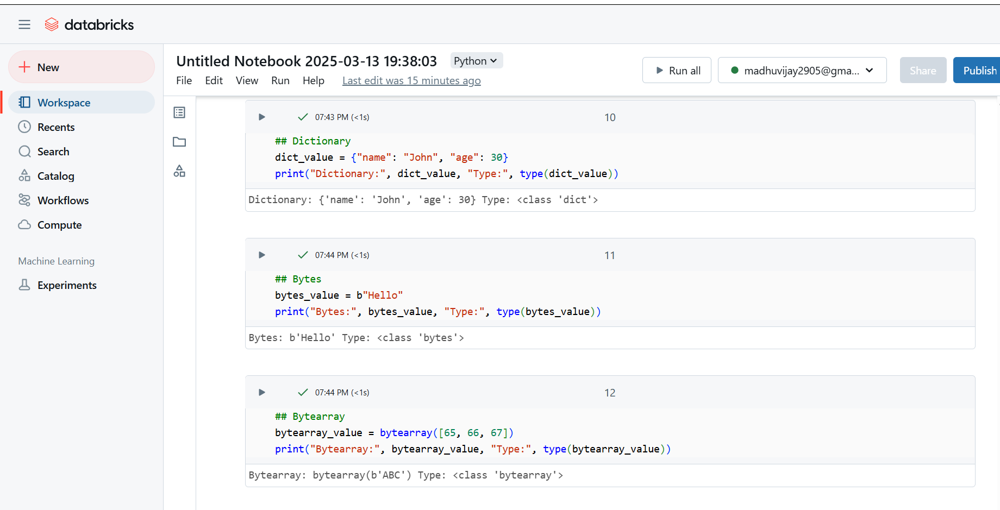 databricks
New
Workspace
Recents
Search
Catalog
Workflows
Compute
Machine Learning
Experiments
Untitled Notebook 2025-03-13 19:38:03 Python
File Edit View Run Help Last edit was 15 minutes ago
Run all madhuvijay2905@gma... Share Publish
07:43 PM (<1s) 10
## Dictionary
dict_value = {"name": "John", "age": 30}
print("Dictionary:", dict_value, "Type:", type(dict_value))
Dictionary: {'name': 'John', 'age': 30} Type: <class 'dict'>
07:44 PM (<1s) 11
## Bytes
bytes_value = b"Hello"
print("Bytes:", bytes_value, "Type:", type(bytes_value))
Bytes: b'Hello' Type: <class 'bytes'>
07:44 PM (<1s) 12
## Bytearray
bytearray_value = bytearray([65, 66, 67])
print("Bytearray:", bytearray_value, "Type:", type(bytearray_value))
Bytearray: bytearray(b'ABC') Type: <class 'bytearray'>